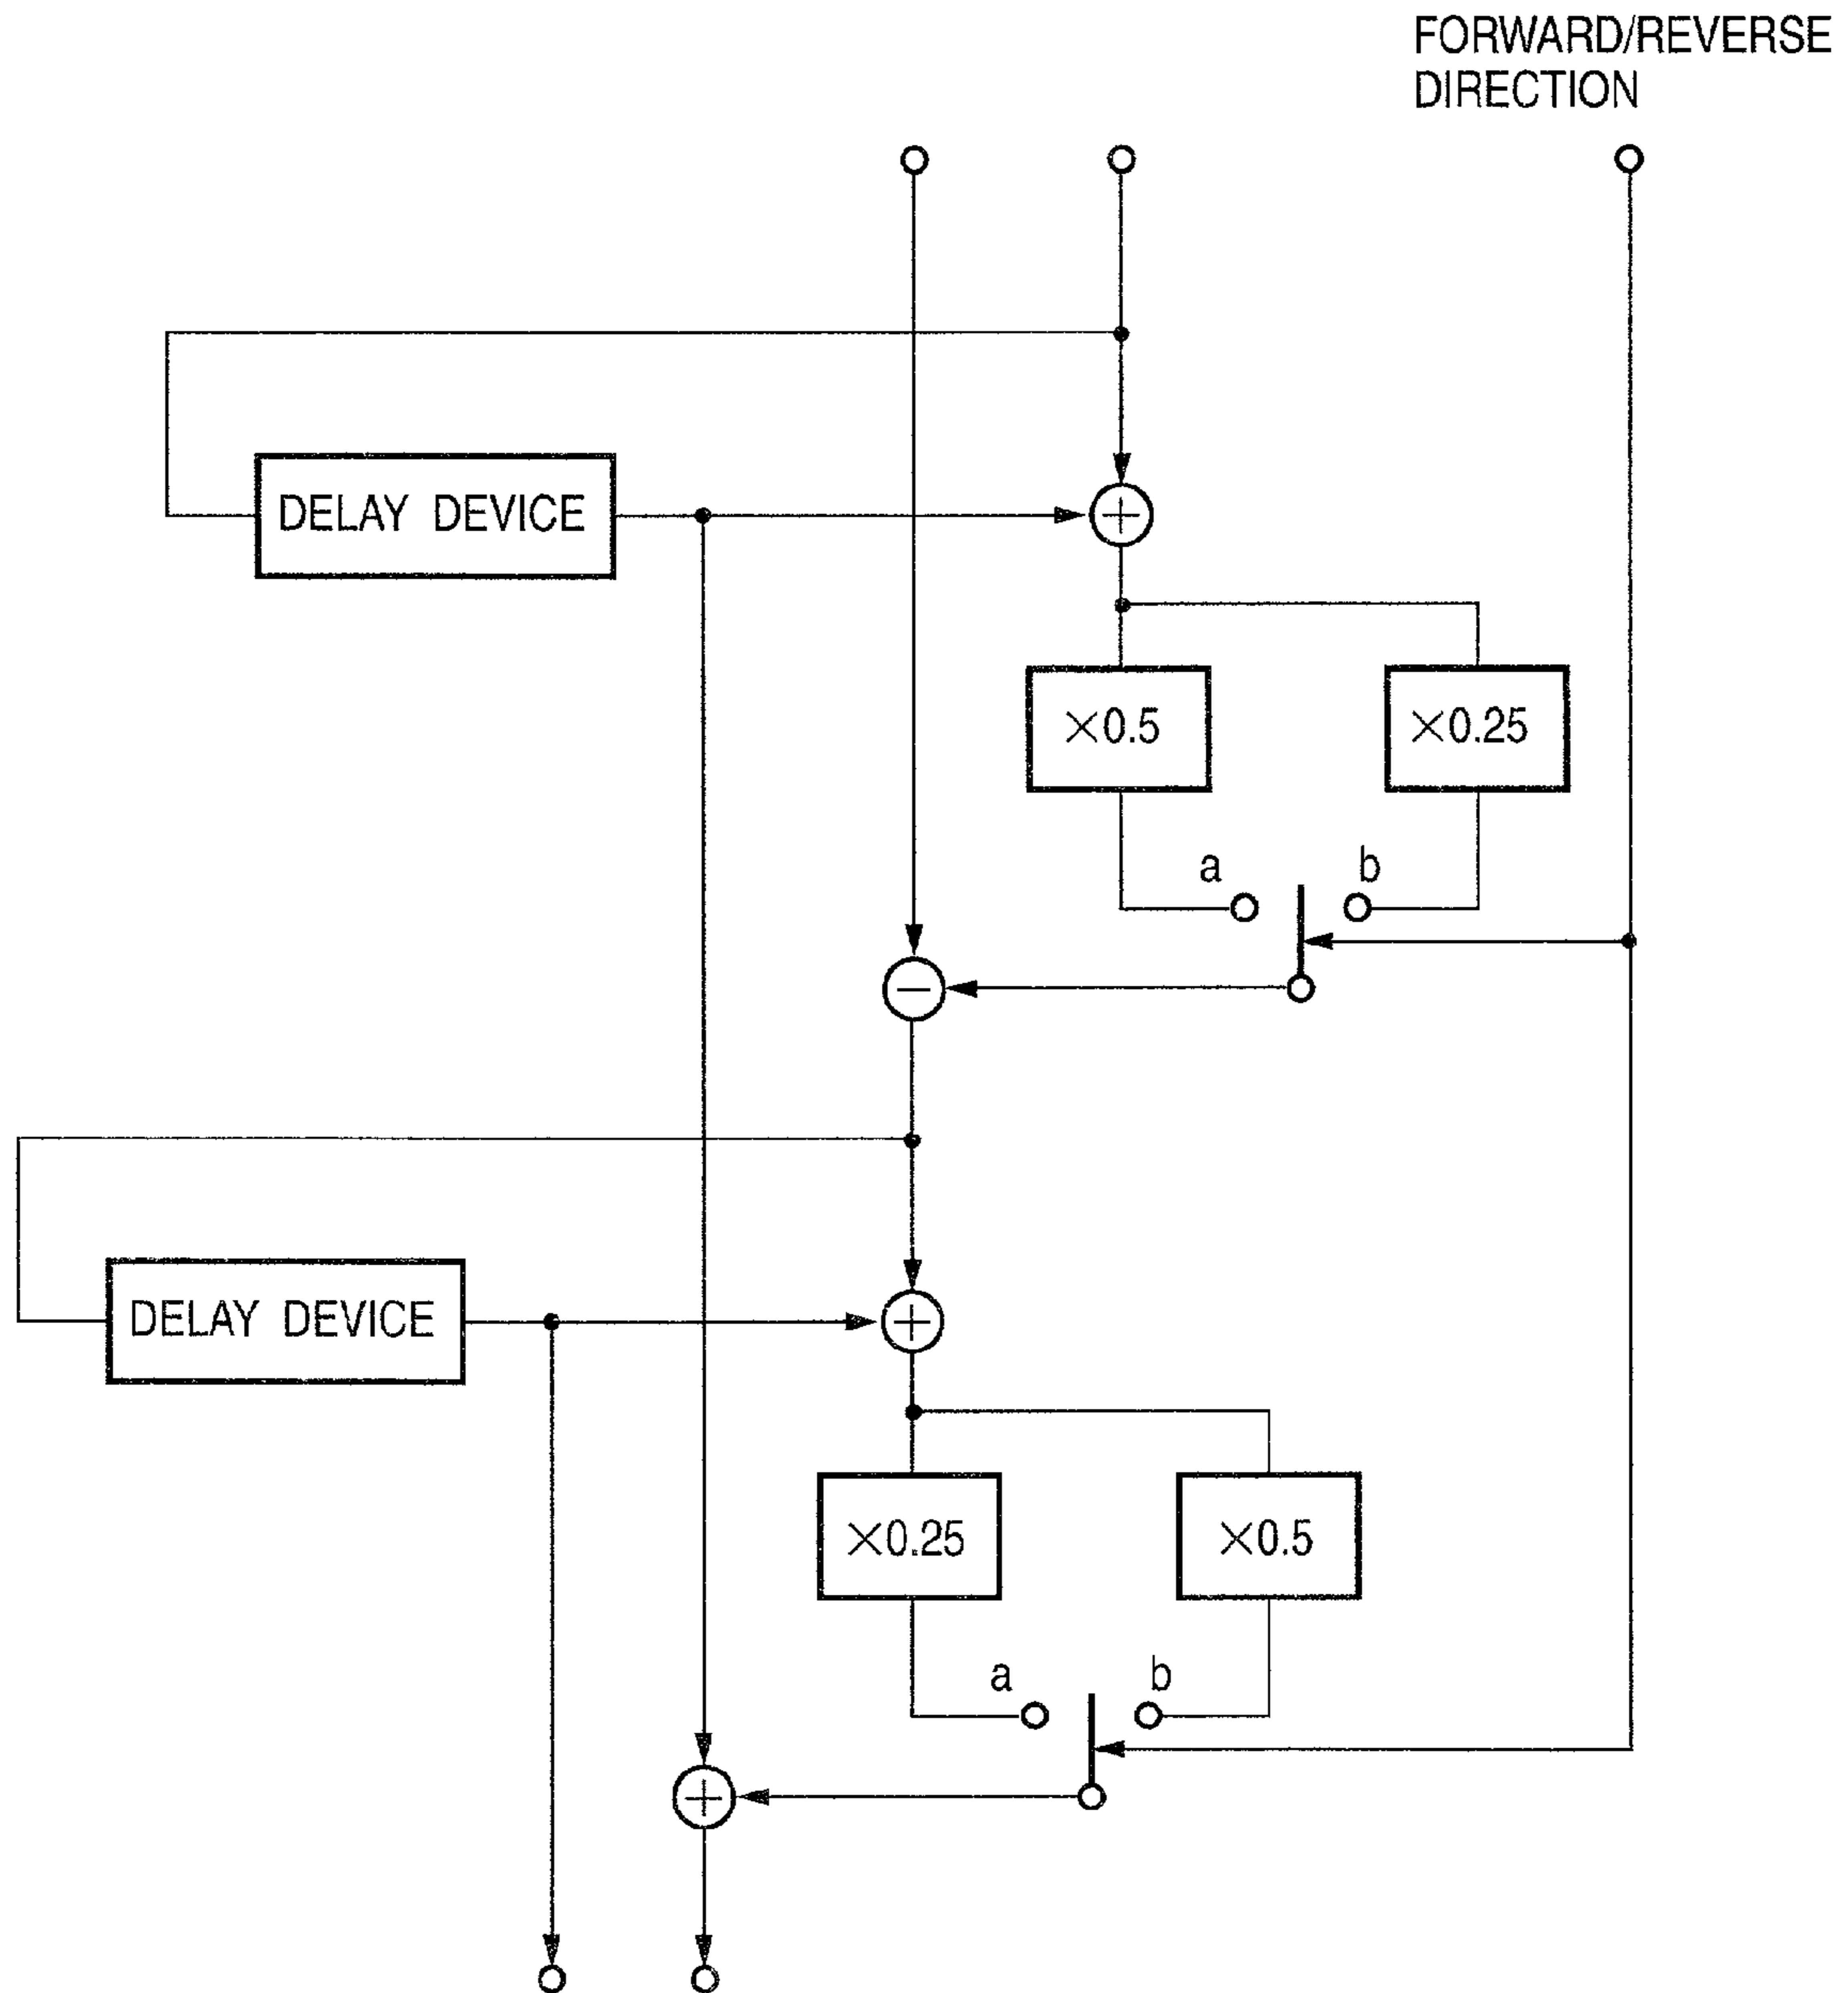 FORWARD/REVERSE
DIRECTION
DELAY DEVICE
+
×0.5
×0.25
a
b
−
DELAY DEVICE
+
×0.25
×0.5
a
b
+